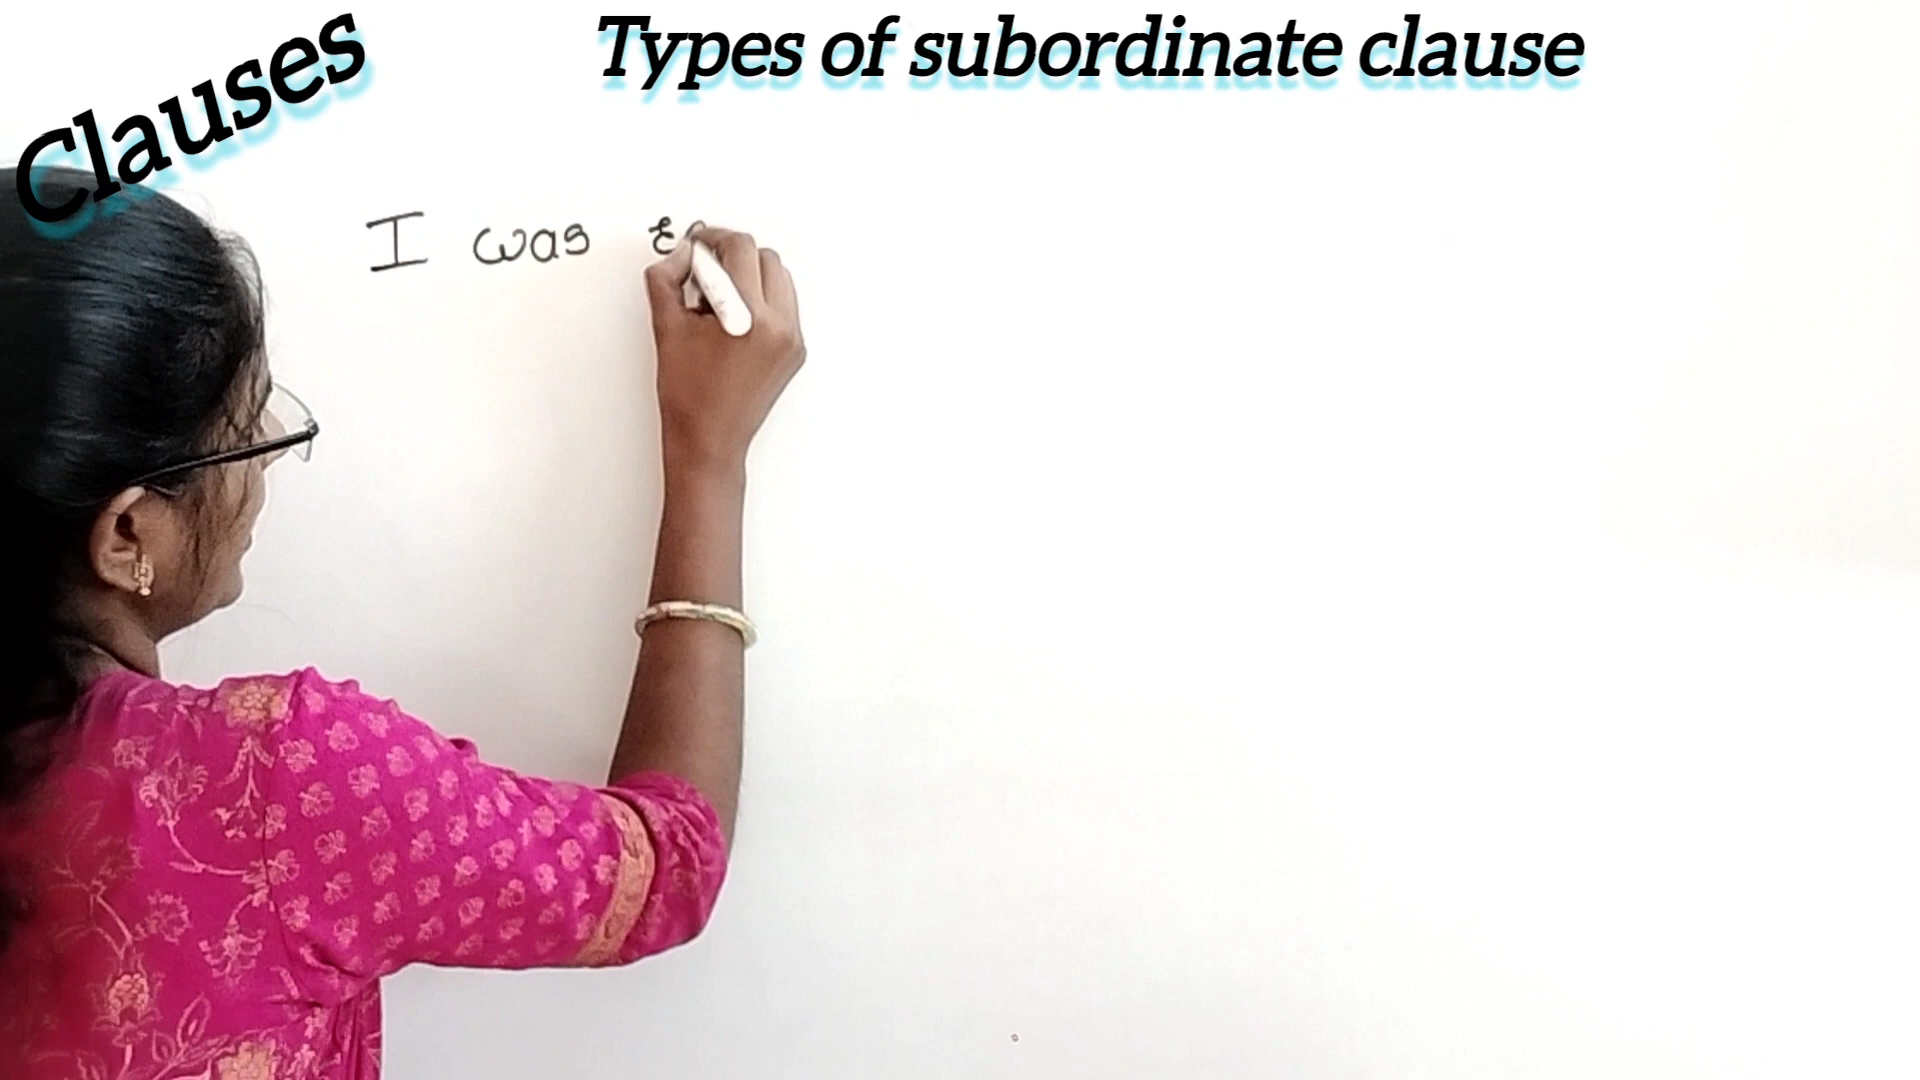 Clauses
Types of subordinate clause
I was